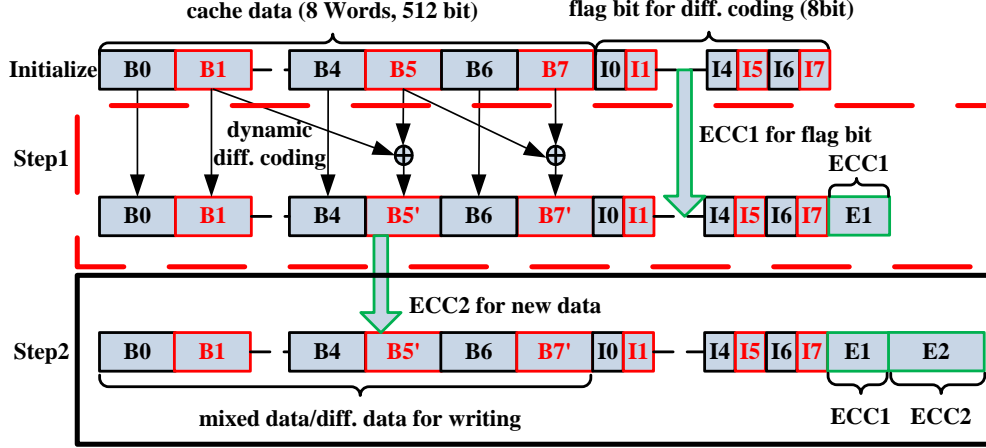 cache data (8 Words, 512 bit) flag bit for diff. coding (8bit)
Initialize B0 B1 B4 B5 B6 B7 I0 I1 I4 I5 I6 I7
dynamic
diff. coding
ECC1 for flag bit
Step1
ECC1
B0 B1 B4 B5' B6 B7' I0 I1 I4 I5 I6 I7 E1
ECC2 for new data
Step2 B0 B1 B4 B5' B6 B7' I0 I1 I4 I5 I6 I7 E1 E2
mixed data/diff. data for writing ECC1 ECC2